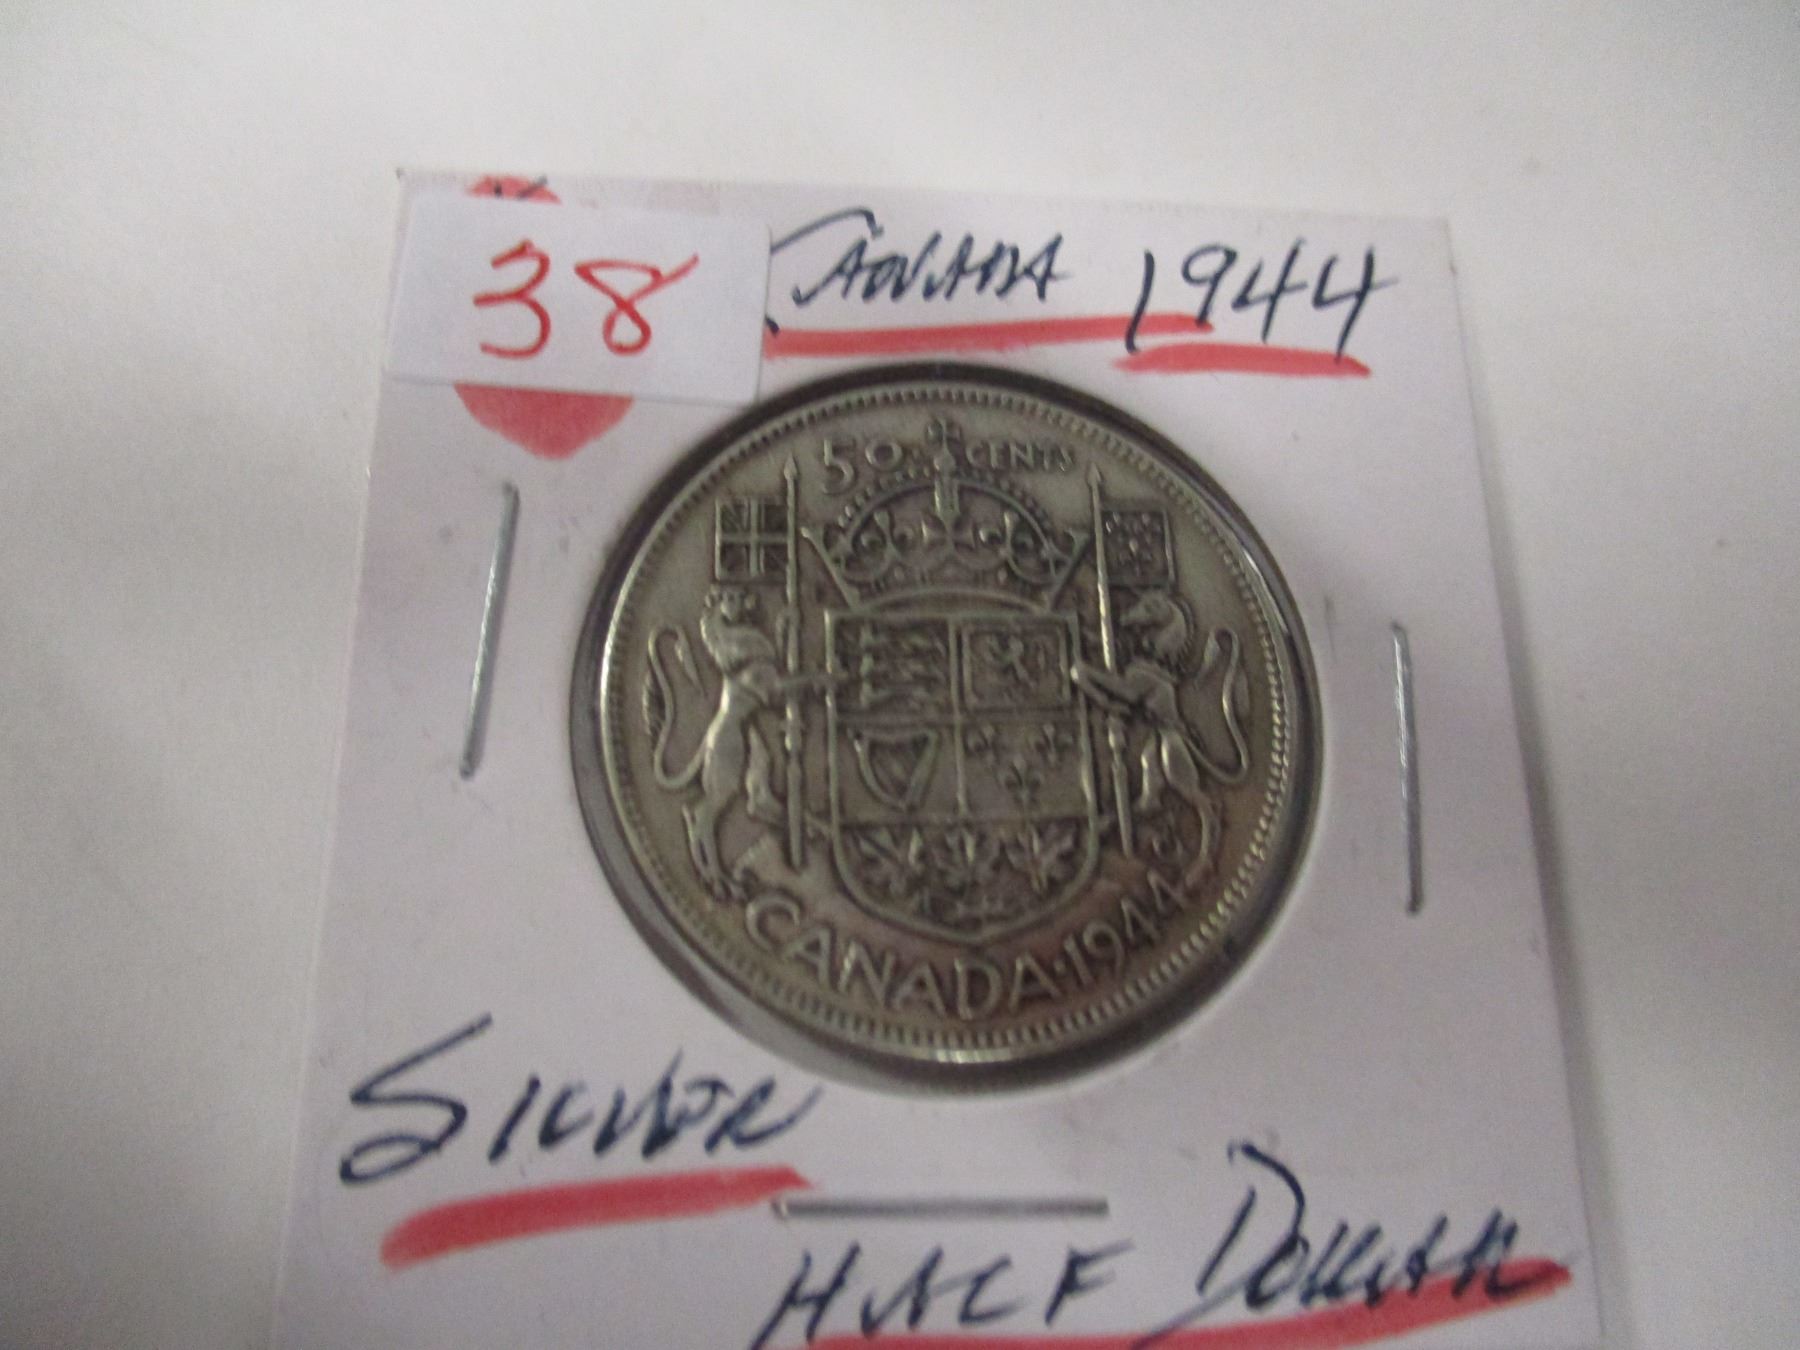 38
CANADA 1944
50 CENTS
CANADA·1944
SILVER
HALF DOLLAR